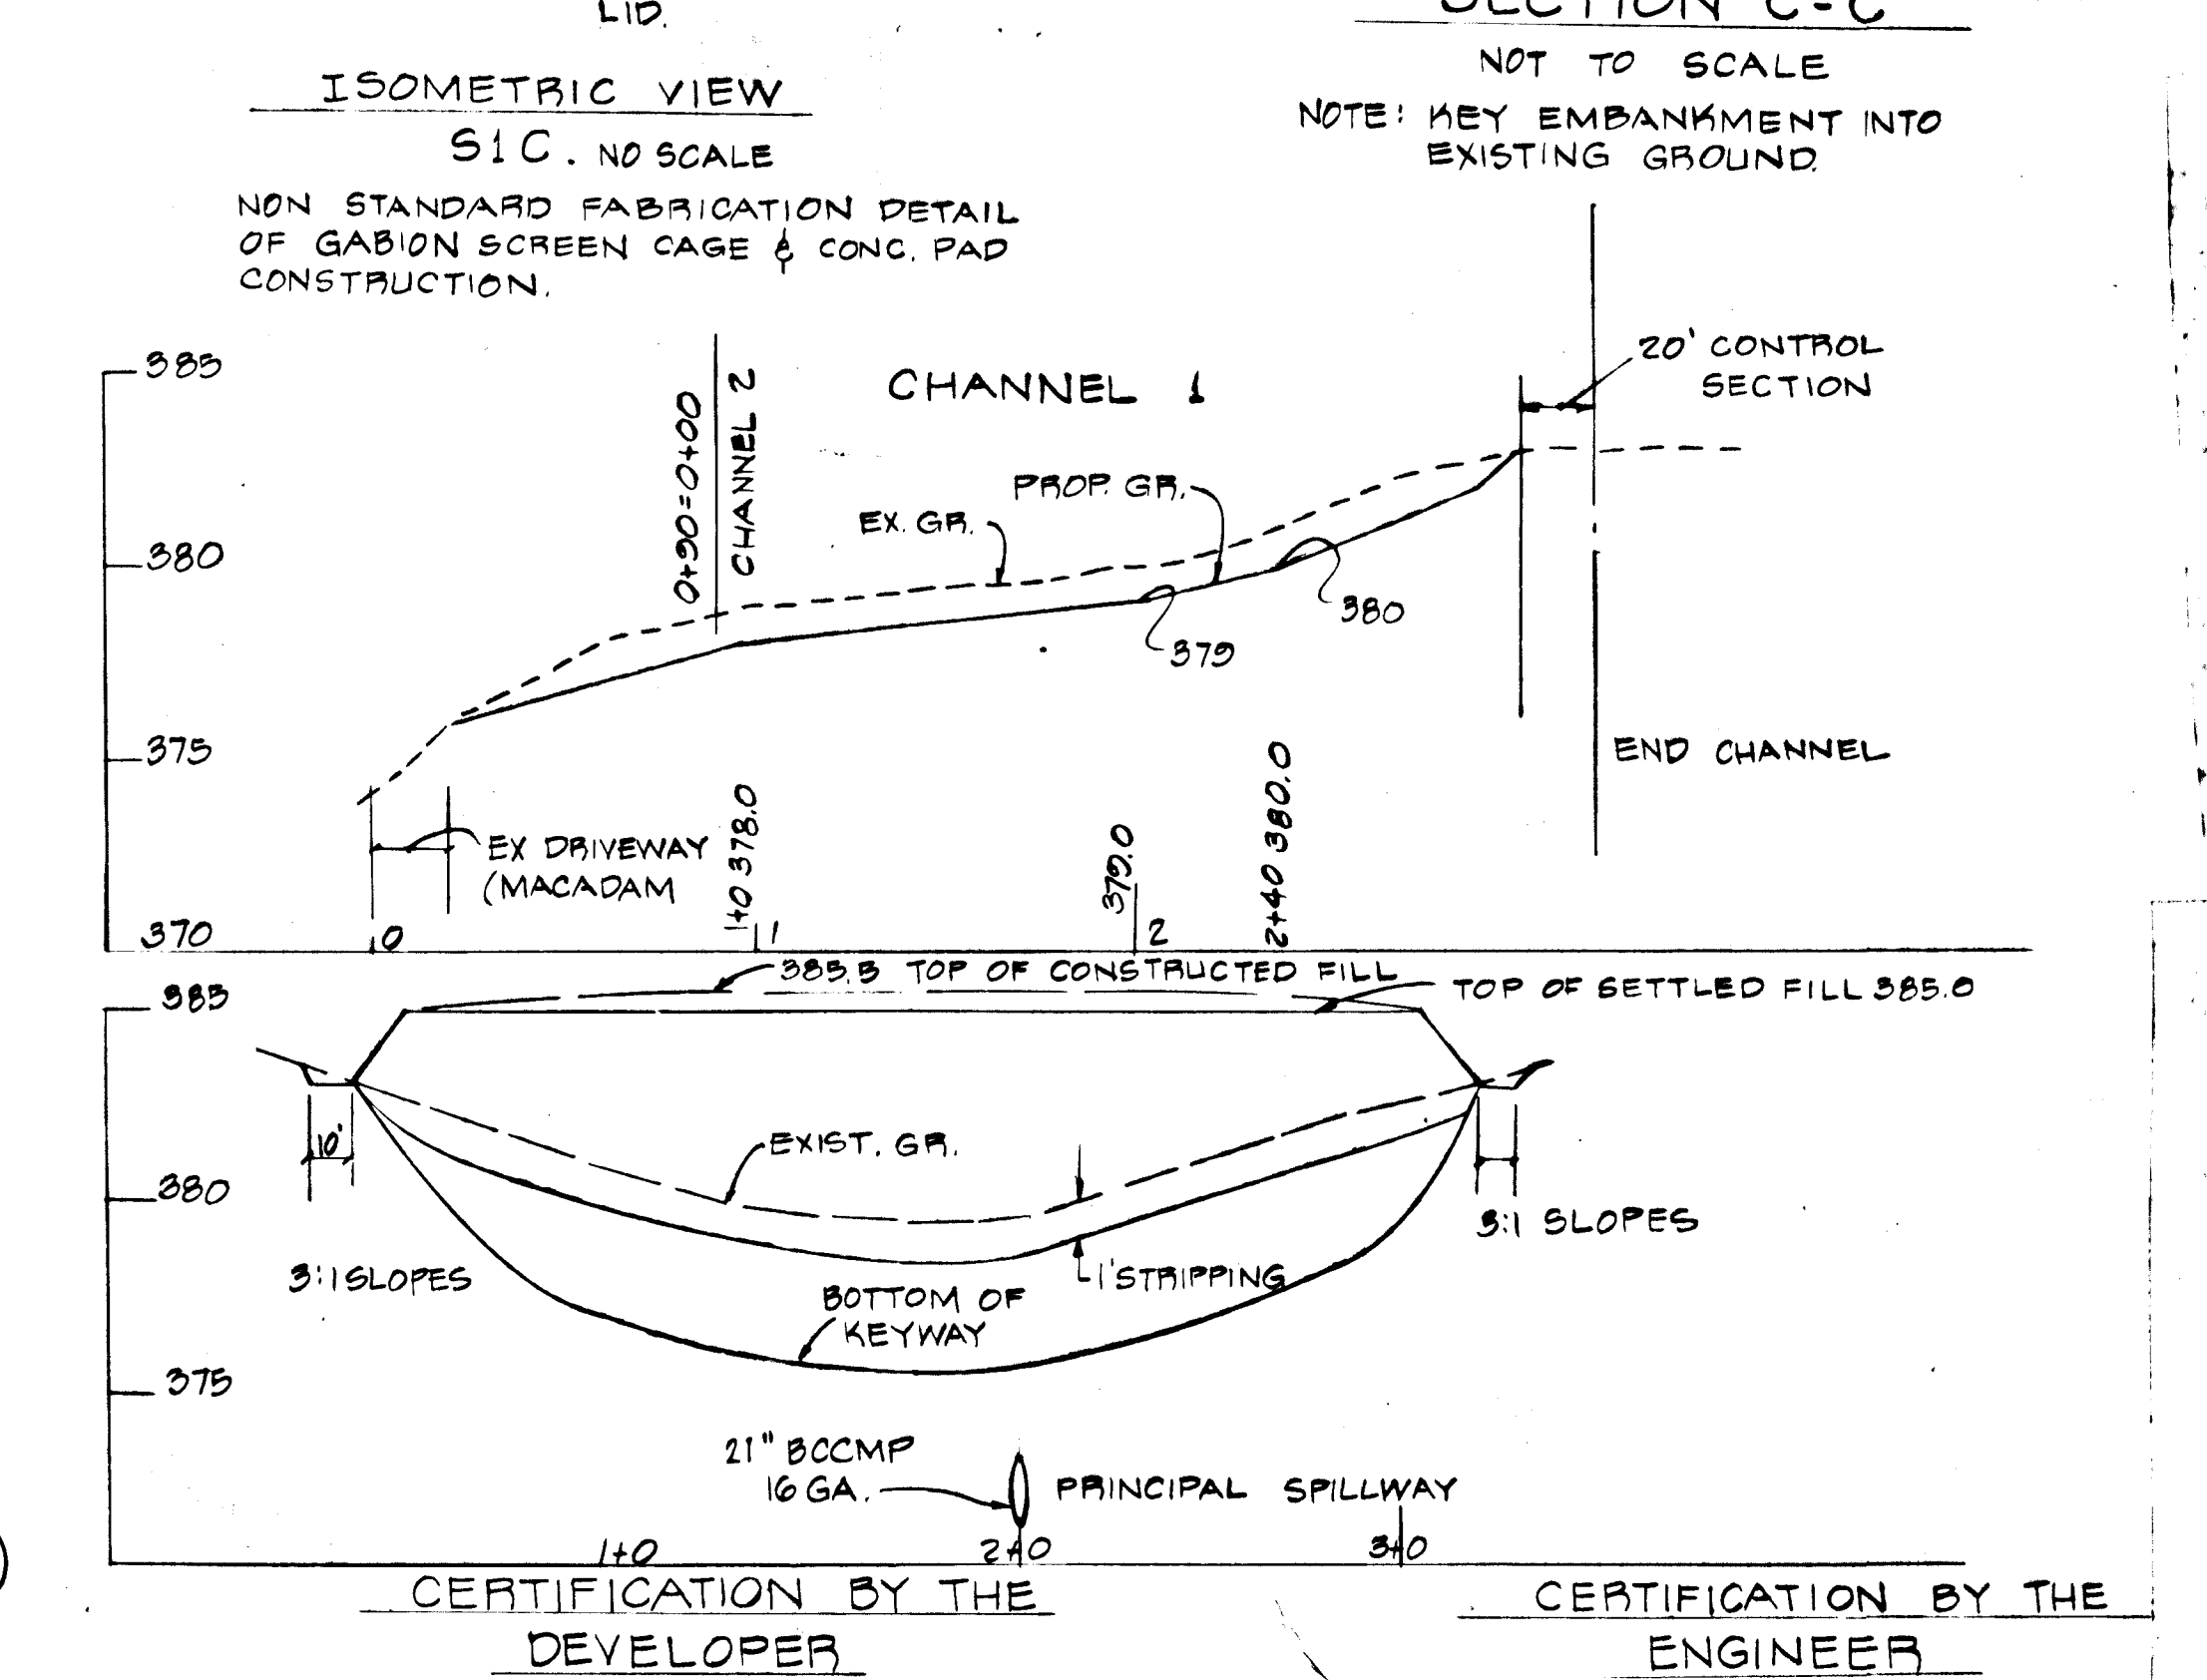 LID.
ISOMETRIC VIEW
S1C. NO SCALE
NON STANDARD FABRICATION DETAIL
OF GABION SCREEN CAGE & CONC. PAD
CONSTRUCTION.
SECTION C-C
NOT TO SCALE
NOTE: KEY EMBANKMENT INTO
EXISTING GROUND.
385
380
375
370
0+90=0+00
CHANNEL 2
CHANNEL 1
20' CONTROL
SECTION
PROP. GR.
EX. GR.
380
379
END CHANNEL
EX DRIVEWAY
(MACADAM
1+0 378.0
379.0
2+40 380.0
0
1
2
385.5 TOP OF CONSTRUCTED FILL
TOP OF SETTLED FILL 385.0
385
380
375
10'
EXIST. GR.
3:1 SLOPES
3:1 SLOPES
1' STRIPPING
BOTTOM OF
KEYWAY
21" BCCMP
16 GA.
PRINCIPAL SPILLWAY
1+0
2+0
3+0
CERTIFICATION BY THE
DEVELOPER
CERTIFICATION BY THE
ENGINEER